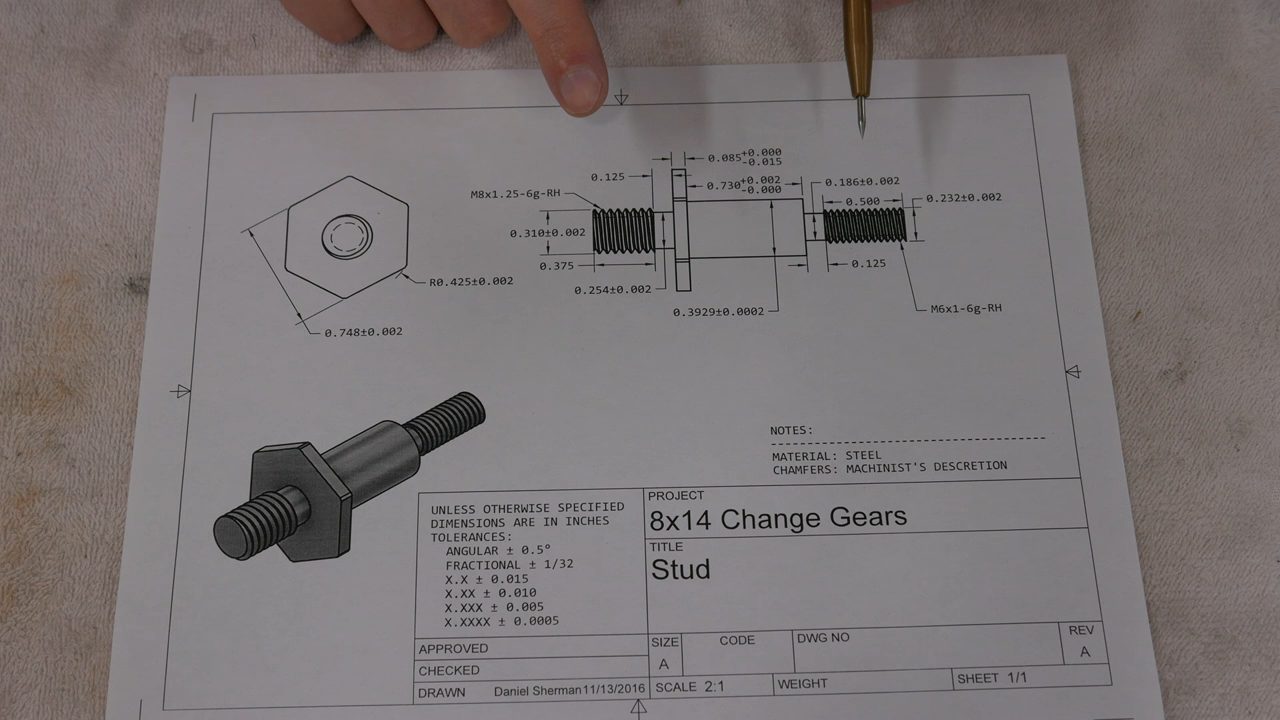 0.085+0.000
-0.015
0.125
0.730+0.002
-0.000
0.186±0.002
M8x1.25-6g-RH
0.500
0.232±0.002
0.310±0.002
0.375
0.125
0.254±0.002
R0.425±0.002
0.3929±0.0002
M6x1-6g-RH
0.748±0.002
NOTES:
MATERIAL: STEEL
CHAMFERS: MACHINIST'S DESCRETION
UNLESS OTHERWISE SPECIFIED
DIMENSIONS ARE IN INCHES
TOLERANCES:
ANGULAR ± 0.5°
FRACTIONAL ± 1/32
X.X ± 0.015
X.XX ± 0.010
X.XXX ± 0.005
X.XXXX ± 0.0005
PROJECT
8x14 Change Gears
TITLE
Stud
APPROVED
CHECKED
DRAWN Daniel Sherman 11/13/2016
SIZE
A
CODE
DWG NO
REV
A
SCALE 2:1
WEIGHT
SHEET 1/1